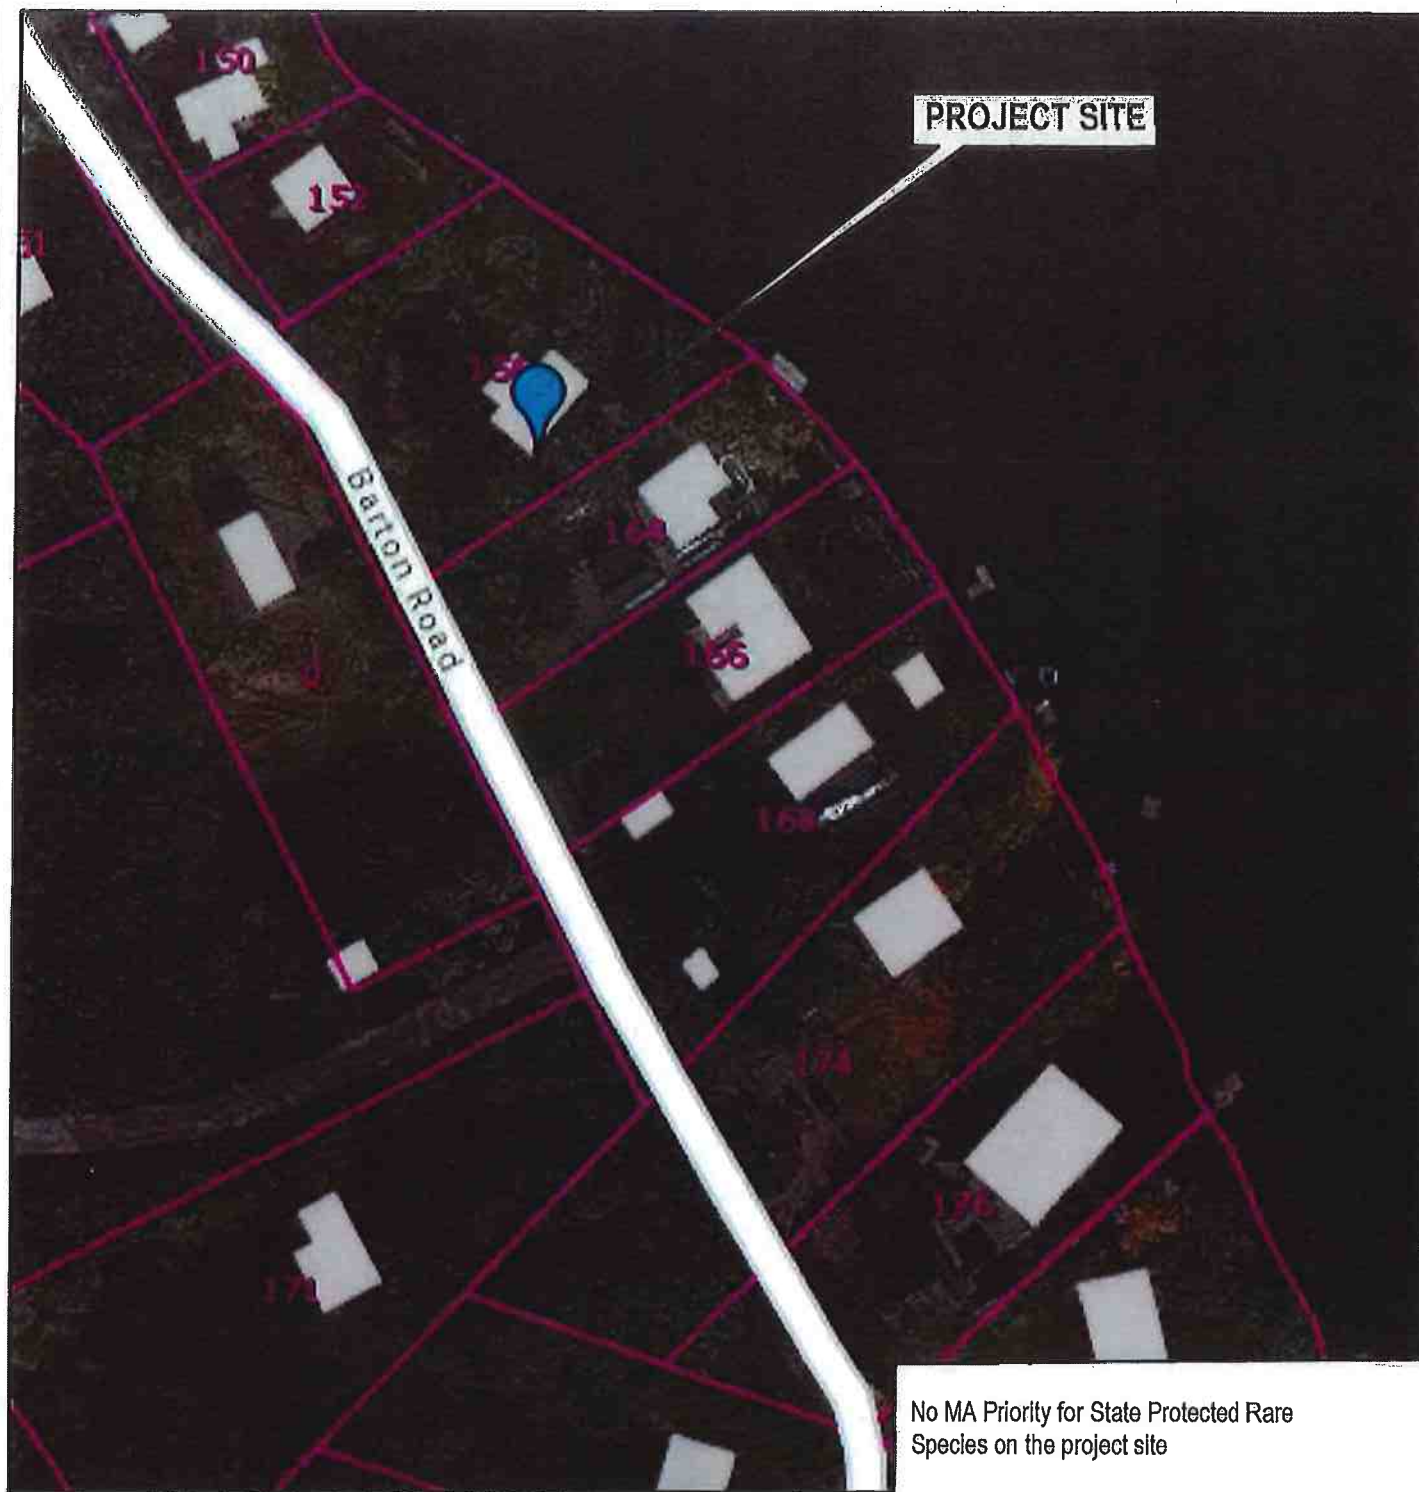 150
PROJECT SITE
152
Barton Road
164
166
168
174
176
No MA Priority for State Protected Rare
Species on the project site